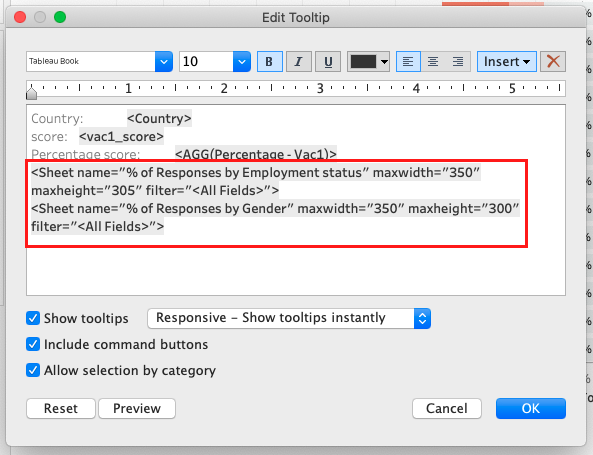 Edit Tooltip
Tableau Book 10 B I U Insert
1 2 3 4 5
Country: <Country>
score: <vac1_score>
Percentage score: <AGG(Percentage - Vac1)>
<Sheet name="% of Responses by Employment status" maxwidth="350"
maxheight="305" filter="<All Fields>">
<Sheet name="% of Responses by Gender" maxwidth="350" maxheight="300"
filter="<All Fields>">
Show tooltips Responsive – Show tooltips instantly
Include command buttons
Allow selection by category
Reset Preview Cancel OK